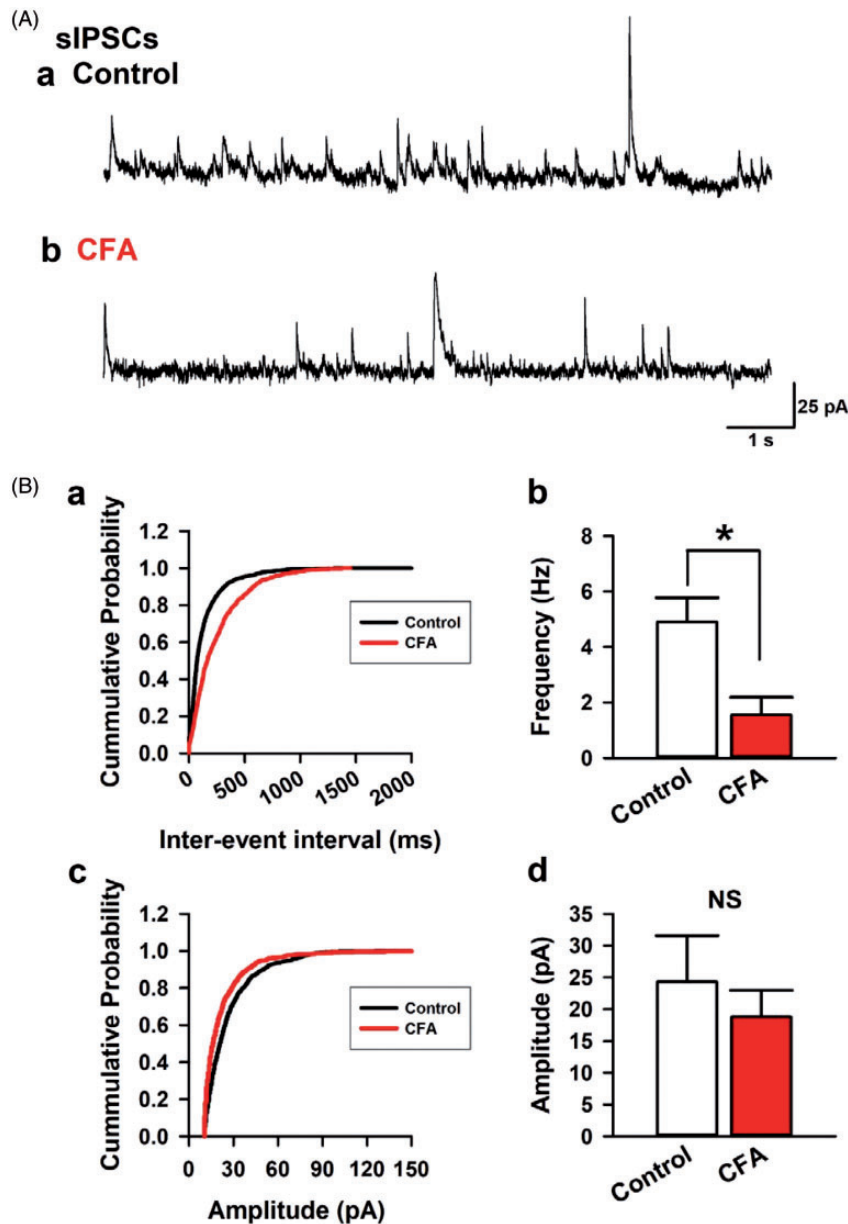 (A)
sIPSCs
a Control
b CFA
25 pA
1 s
(B)
a
Cummulative Probability
1.2
1.0
0.8
0.6
0.4
0.2
0.0
0
500
1000
1500
2000
Inter-event interval (ms)
Control
CFA
b
Frequency (Hz)
8
6
4
2
0
*
Control
CFA
c
Cummulative Probability
1.2
1.0
0.8
0.6
0.4
0.2
0.0
0 30 60 90 120 150
Amplitude (pA)
Control
CFA
d
NS
Amplitude (pA)
35
30
25
20
15
10
5
0
Control
CFA